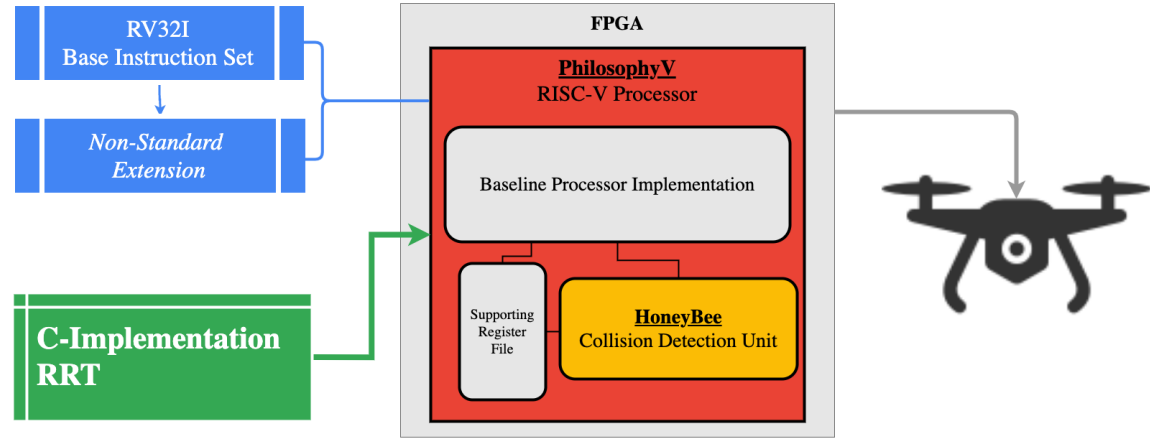 RV32I
Base Instruction Set
Non-Standard
Extension
C-Implementation
RRT
FPGA
PhilosophyV
RISC-V Processor
Baseline Processor Implementation
Supporting
Register
File
HoneyBee
Collision Detection Unit